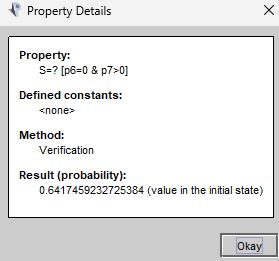 Property Details
Property:
S=? [p6=0 & p7>0]
Defined constants:
<none>
Method:
Verification
Result (probability):
0.6417459232725384 (value in the initial state)
Okay